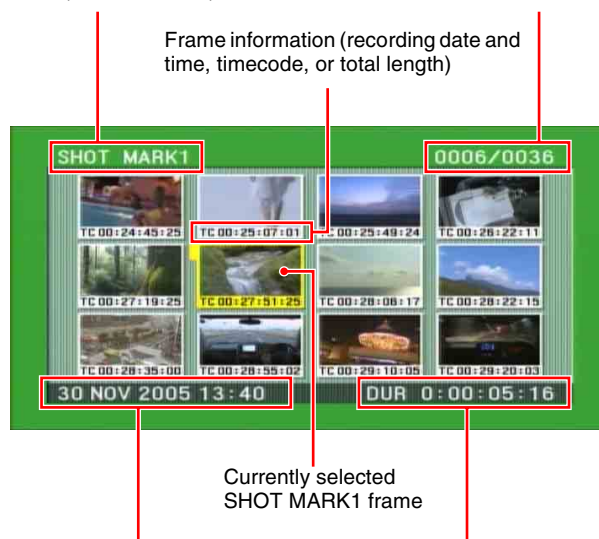 Frame information (recording date and
time, timecode, or total length)
SHOT MARK1
0006/0036
TC 00:24:45:25
TC 00:25:07:01
TC 00:25:49:24
TC 00:26:22:11
TC 00:27:19:25
TC 00:27:51:25
TC 00:28:08:17
TC 00:28:22:15
TC 00:28:35:00
TC 00:28:55:02
TC 00:29:10:05
TC 00:29:20:03
30 NOV 2005 13:40
DUR 0:00:05:16
Currently selected
SHOT MARK1 frame